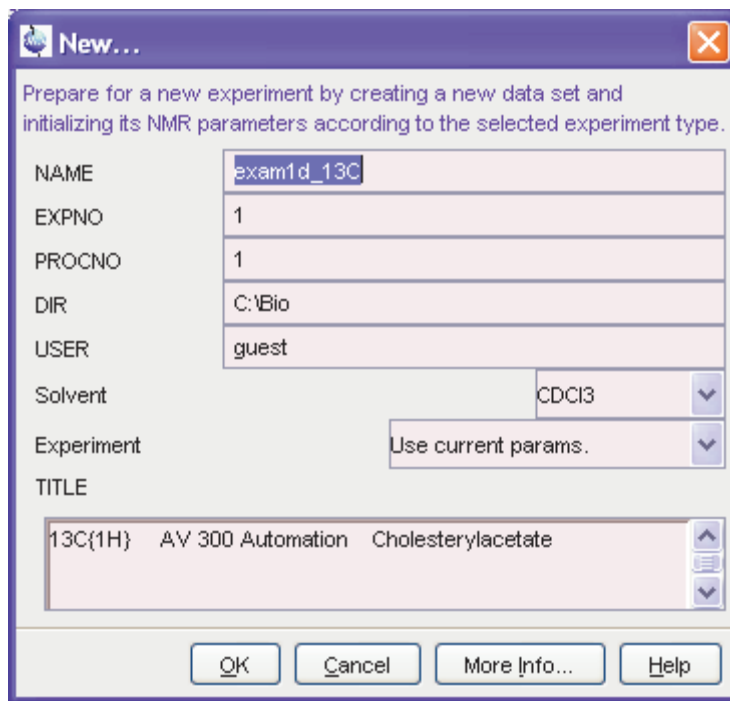 New...
Prepare for a new experiment by creating a new data set and
initializing its NMR parameters according to the selected experiment type.
NAME exam1d_13C
EXPNO 1
PROCNO 1
DIR C:\Bio
USER guest
Solvent CDCl3
Experiment Use current params.
TITLE
13C{1H} AV 300 Automation Cholesterylacetate
OK Cancel More Info... Help